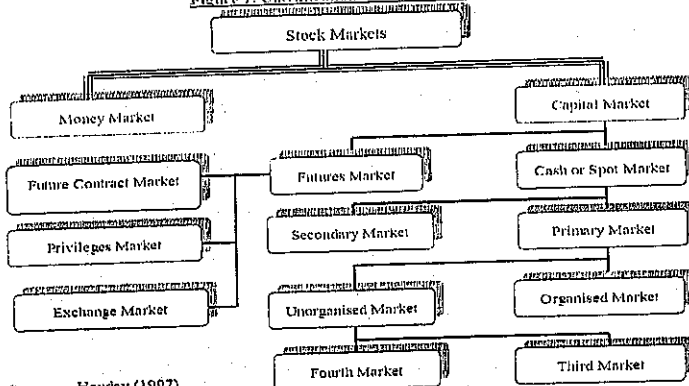 Stock Markets
Money Market
Capital Market
Future Contract Market
Futures Market
Cash or Spot Market
Privileges Market
Secondary Market
Primary Market
Exchange Market
Unorganised Market
Organised Market
Fourth Market
Third Market
(1997)